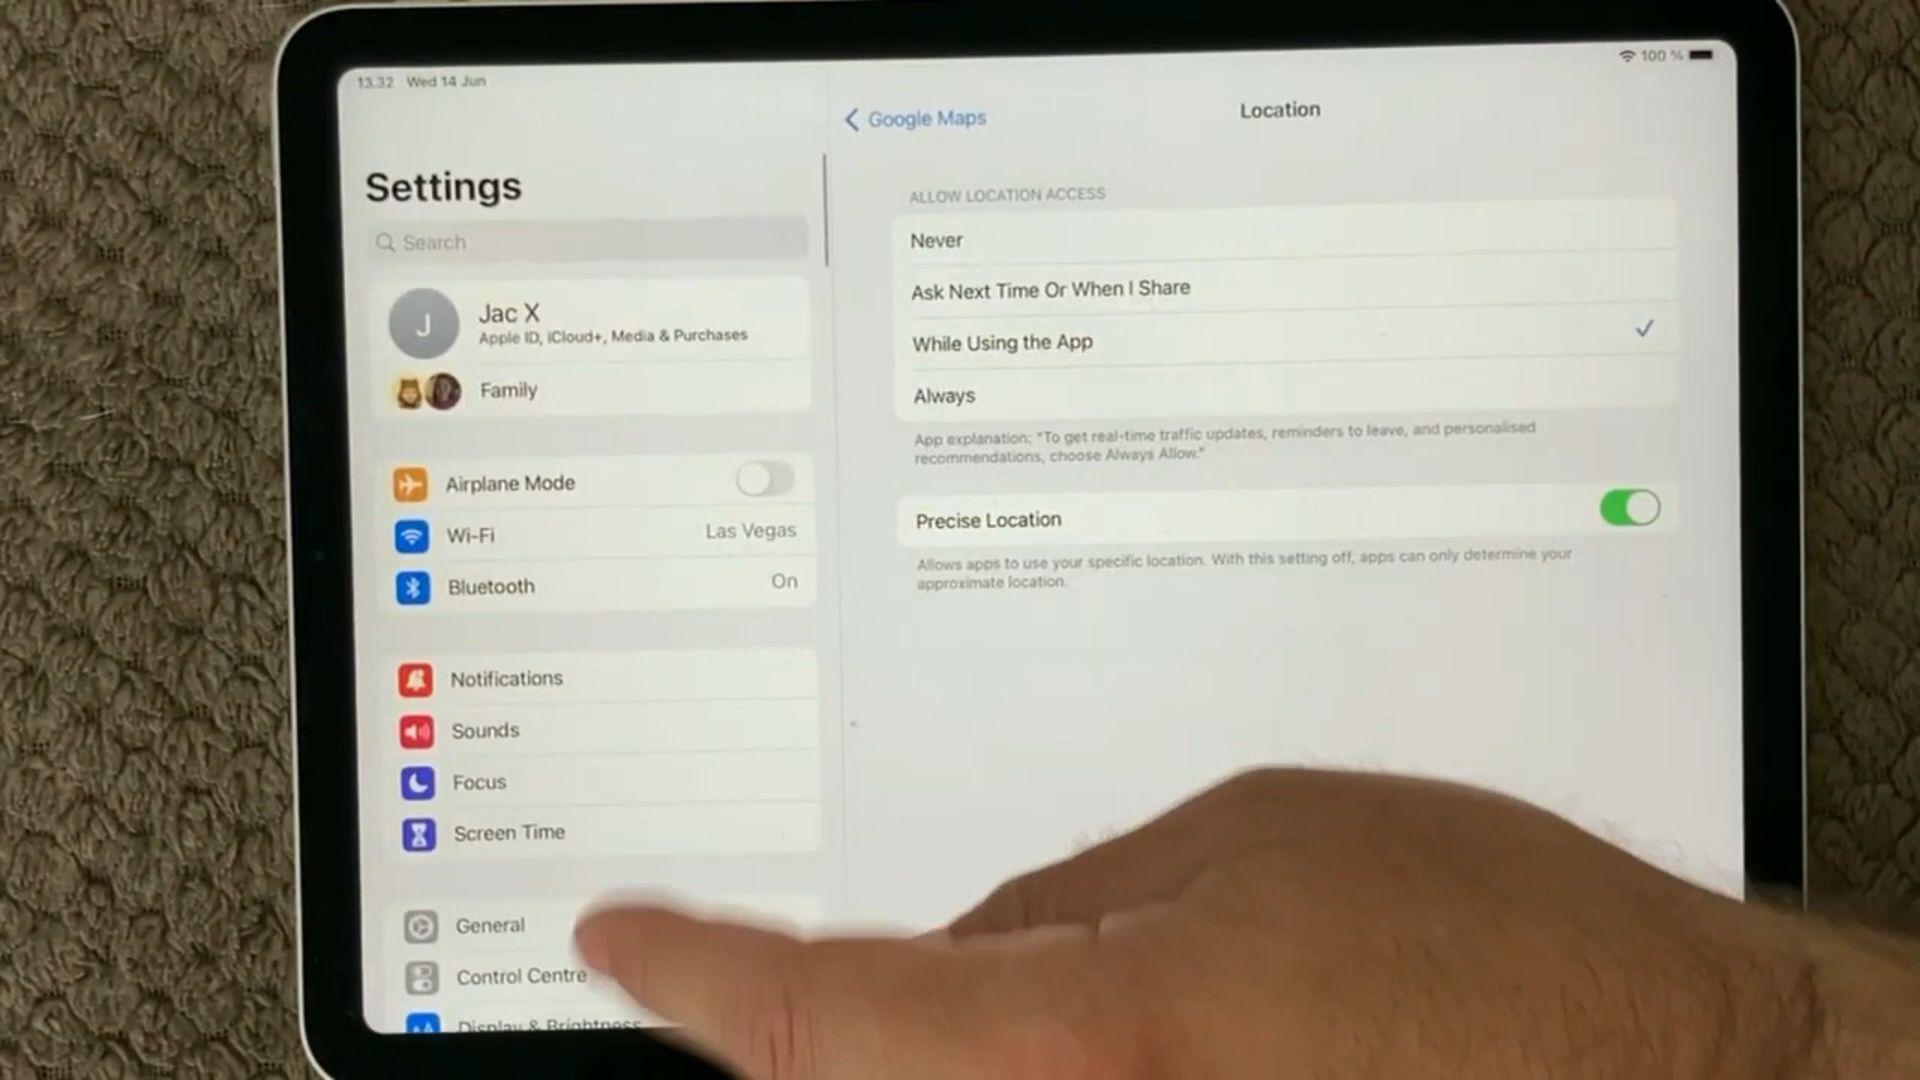 13.32 Wed 14 Jun
100 %
Settings
Search
J
Jac X
Apple ID, iCloud+, Media & Purchases
Family
Airplane Mode
Wi-Fi
Las Vegas
Bluetooth
On
Notifications
Sounds
Focus
Screen Time
General
Control Centre
AA Display & Brightness
Google Maps
Location
ALLOW LOCATION ACCESS
Never
Ask Next Time Or When I Share
While Using the App
Always
App explanation: “To get real-time traffic updates, reminders to leave, and personalised
recommendations, choose Always Allow.”
Precise Location
Allows apps to use your specific location. With this setting off, apps can only determine your
approximate location.